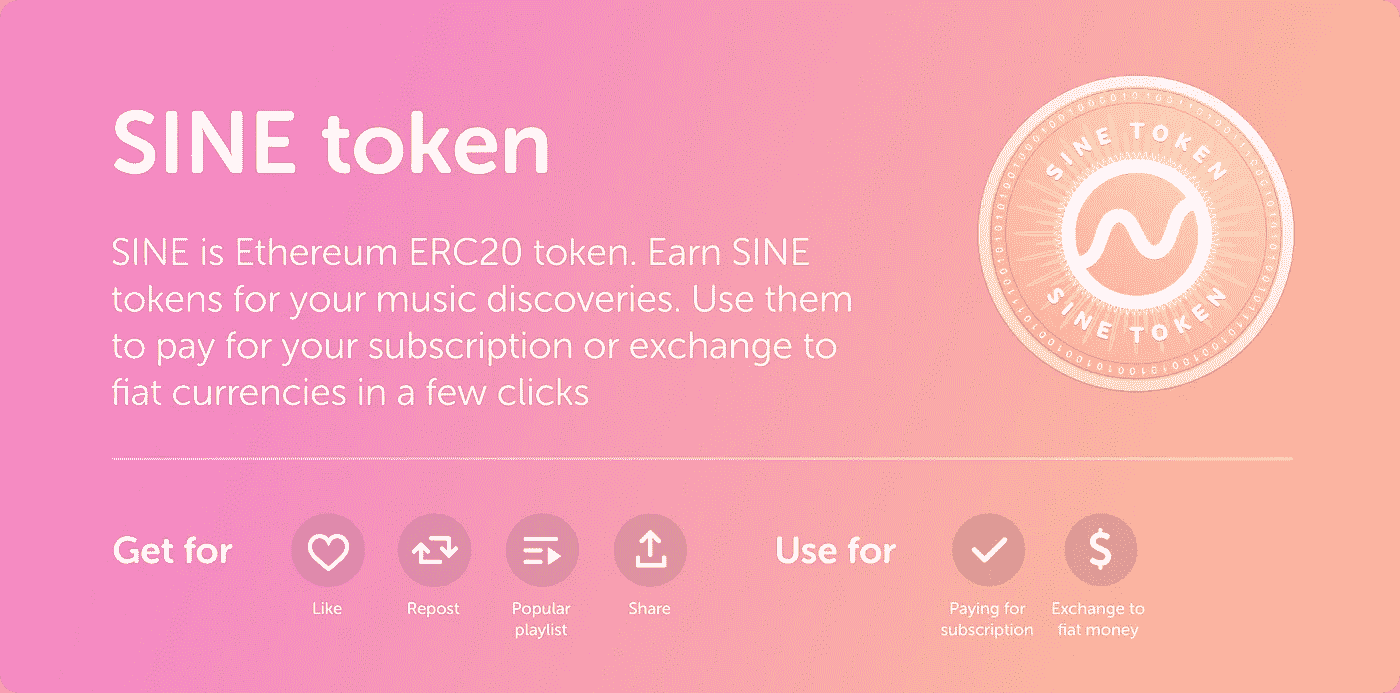 SINE token
SINE is Ethereum ERC20 token. Earn SINE
tokens for your music discoveries. Use them
to pay for your subscription or exchange to
fiat currencies in a few clicks
SINE TOKEN
SINE TOKEN
Get for
Like
Repost
Popular
playlist
Share
Use for
Paying for
subscription
$
Exchange to
fiat money